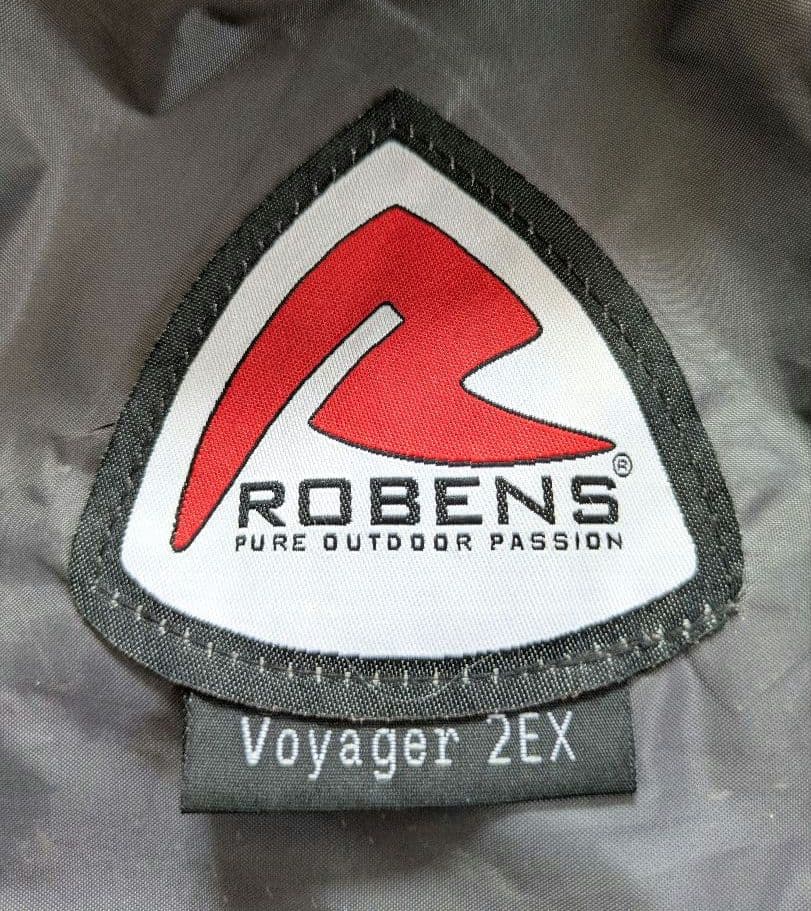 ROBENS®
PURE OUTDOOR PASSION
Voyager 2EX